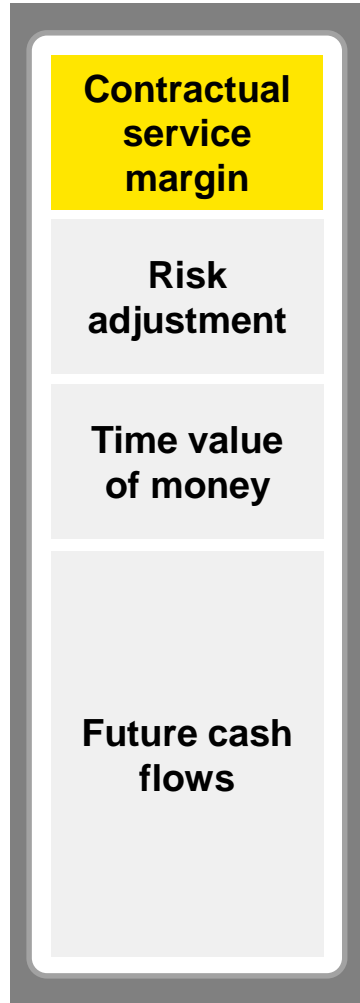 Contractual
service
margin
Risk
adjustment
Time value
of money
Future cash
flows